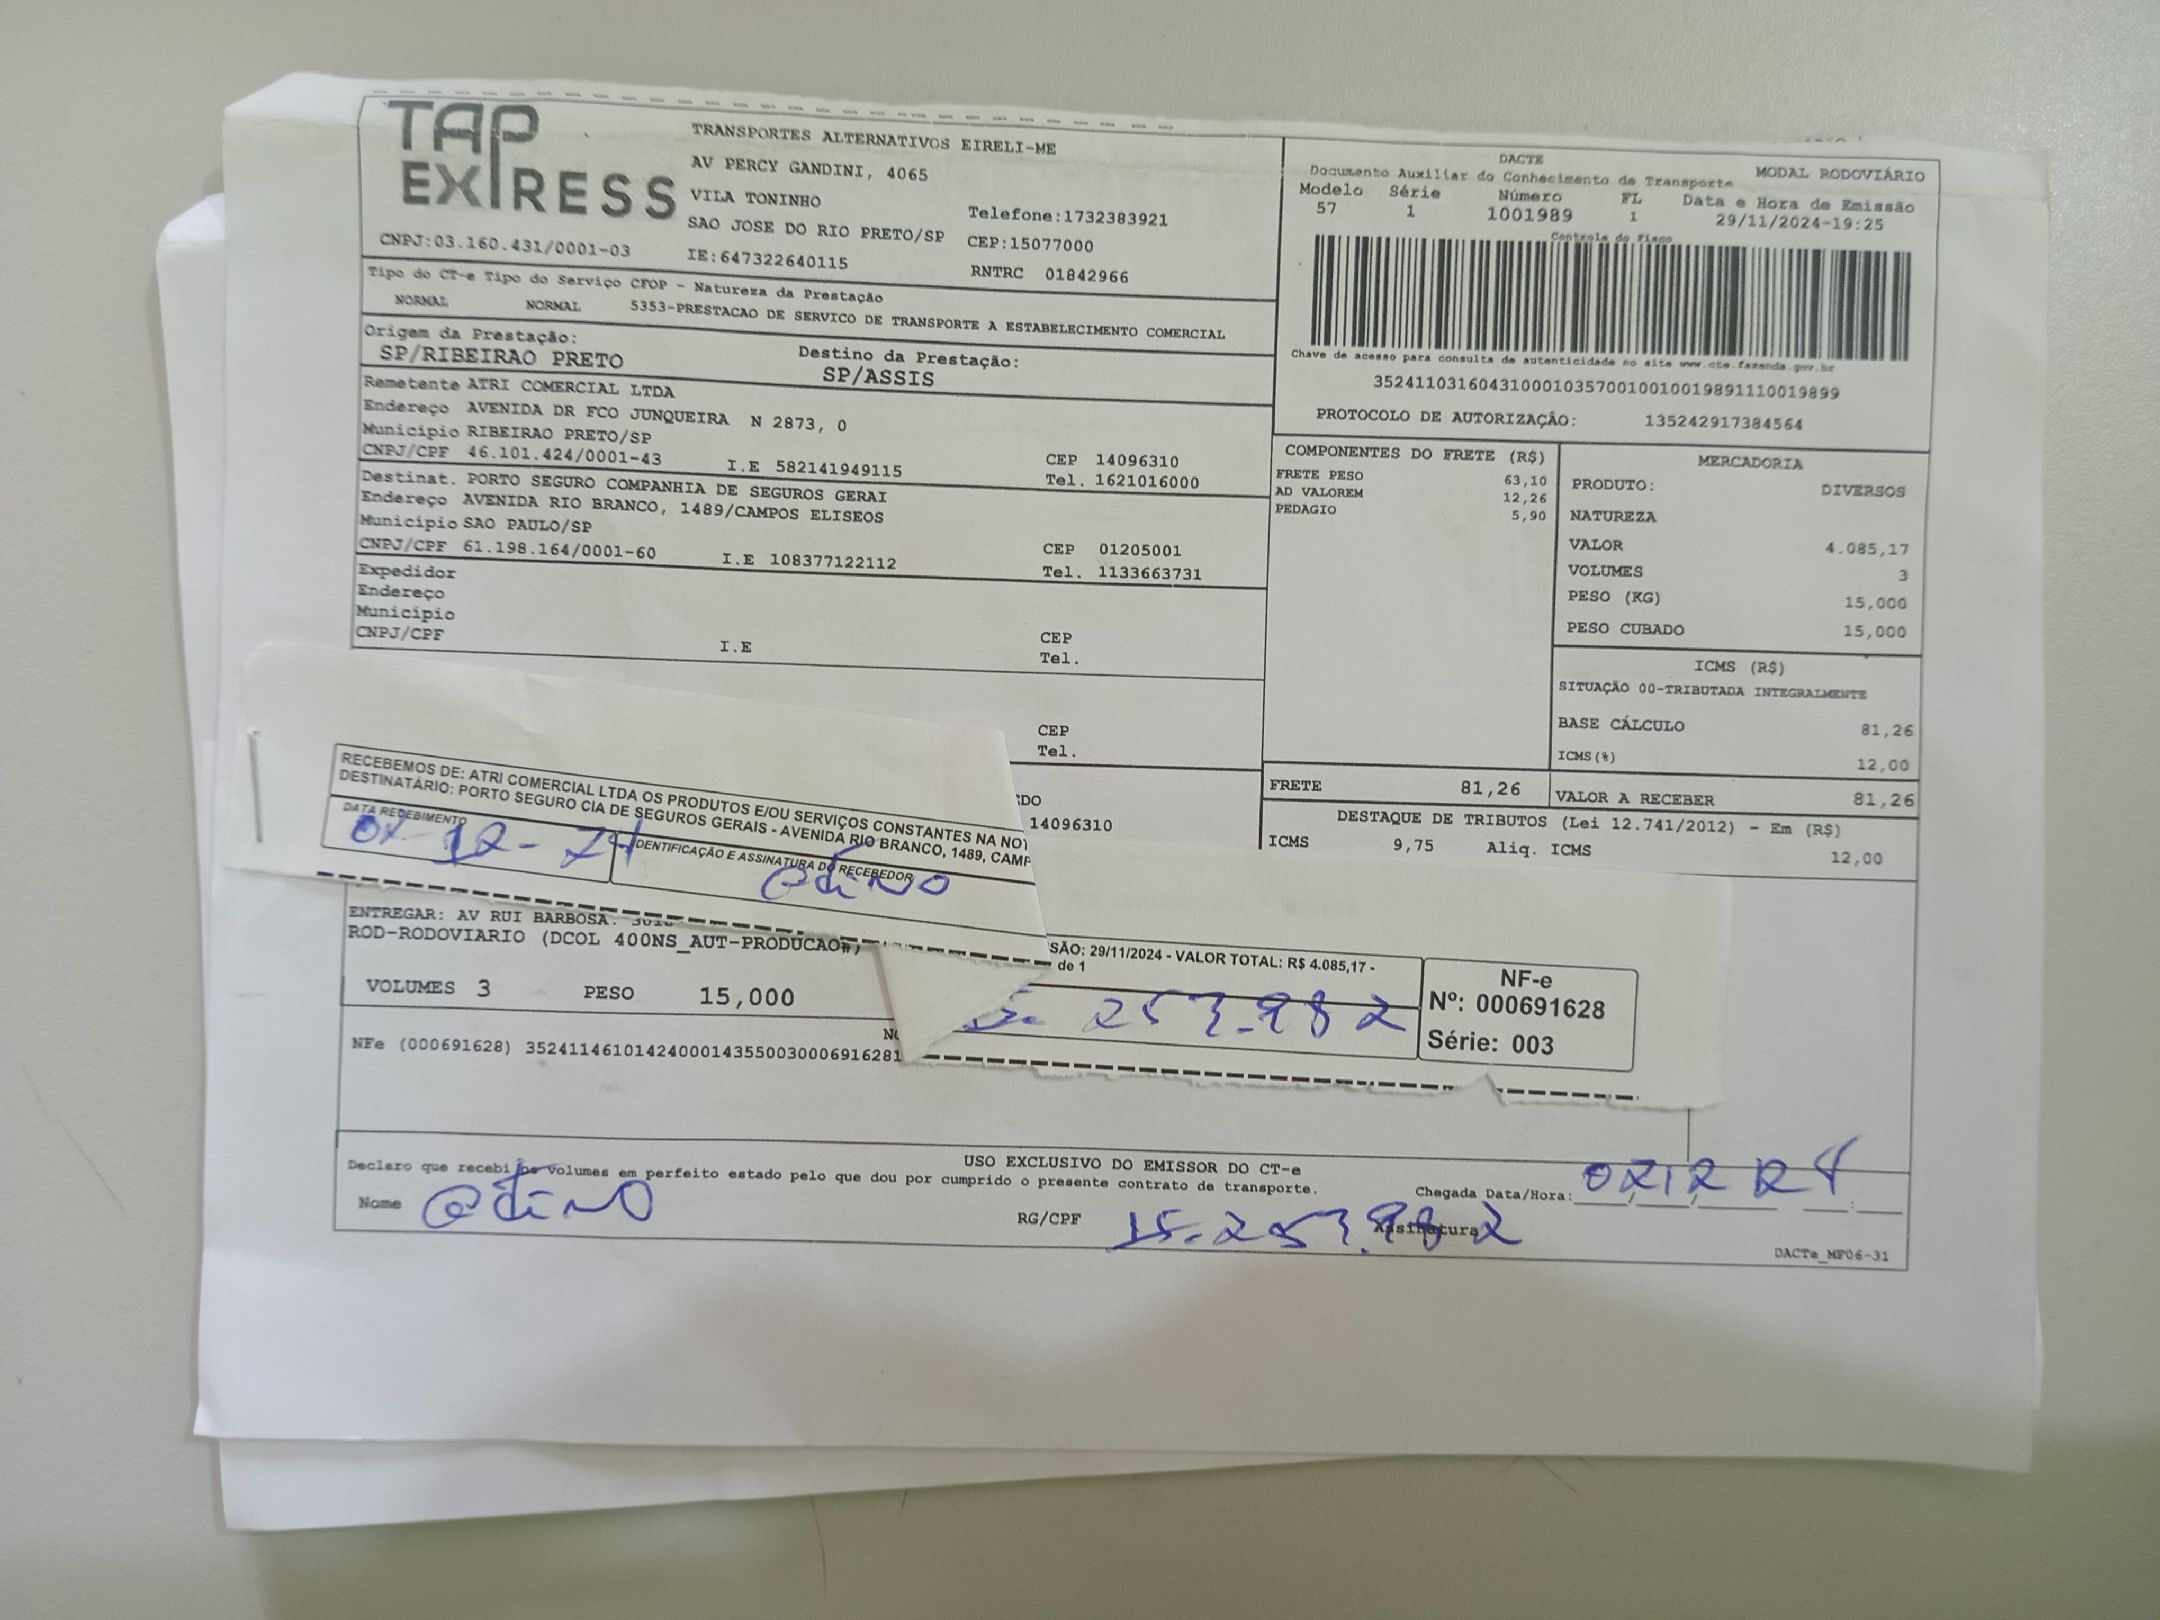 TAP EXPRESS
TRANSPORTES ALTERNATIVOS EIRELI-ME
AV PERCY GANDINI, 4065
VILA TONINHO
SAO JOSE DO RIO PRETO/SP
Telefone:1732383921
CEP:15077000
CNPJ:03.160.431/0001-03
IE:647322640115
RNTRC 01842966
DACTE
Documento Auxiliar do Conhecimento de Transporte
MODAL RODOVIÁRIO
Modelo Série Número FL Data e Hora de Emissão
57 1 1001989 1 29/11/2024-19:25
Controle do Fisco
Chave de acesso para consulta de autenticidade no site www.cte.fazenda.gov.br
35241103160431000103570010010019891110019899
PROTOCOLO DE AUTORIZAÇÃO: 135242917384564
Tipo do CT-e Tipo do Serviço CFOP - Natureza da Prestação
NORMAL NORMAL 5353-PRESTACAO DE SERVICO DE TRANSPORTE A ESTABELECIMENTO COMERCIAL
Origem da Prestação:
SP/RIBEIRAO PRETO
Destino da Prestação:
SP/ASSIS
Remetente ATRI COMERCIAL LTDA
Endereço AVENIDA DR FCO JUNQUEIRA N 2873, 0
Município RIBEIRAO PRETO/SP
CEP 14096310
CNPJ/CPF 46.101.424/0001-43 I.E 582141949115 Tel. 1621016000
Destinat. PORTO SEGURO COMPANHIA DE SEGUROS GERAI
Endereço AVENIDA RIO BRANCO, 1489/CAMPOS ELISEOS
Município SAO PAULO/SP
CEP 01205001
CNPJ/CPF 61.198.164/0001-60 I.E 108377122112 Tel. 1133663731
Expedidor
Endereço
Município
CEP
CNPJ/CPF I.E Tel.
CEP
Tel.
DO
14096310
COMPONENTES DO FRETE (R$)
FRETE PESO 63,10
AD VALOREM 12,26
PEDAGIO 5,90
MERCADORIA
PRODUTO: DIVERSOS
NATUREZA
VALOR 4.085,17
VOLUMES 3
PESO (KG) 15,000
PESO CUBADO 15,000
ICMS (R$)
SITUAÇÃO 00-TRIBUTADA INTEGRALMENTE
BASE CÁLCULO 81,26
ICMS(%) 12,00
FRETE 81,26
VALOR A RECEBER 81,26
DESTAQUE DE TRIBUTOS (Lei 12.741/2012) - Em (R$)
ICMS 9,75 Aliq. ICMS 12,00
RECEBEMOS DE: ATRI COMERCIAL LTDA OS PRODUTOS E/OU SERVIÇOS CONSTANTES NA NO
DESTINATÁRIO: PORTO SEGURO CIA DE SEGUROS GERAIS - AVENIDA RIO BRANCO, 1489, CAMP
DATA RECEBIMENTO
IDENTIFICAÇÃO E ASSINATURA DO RECEBEDOR
ENTREGAR: AV RUI BARBOSA.
ROD-RODOVIARIO (DCOL 400NS_AUT-PRODUCAO#)
SÃO: 29/11/2024 - VALOR TOTAL: R$ 4.085,17 -
de 1
NF-e
Nº: 000691628
Série: 003
VOLUMES 3 PESO 15,000
253.982
NFe (000691628) 35241146101424000143550030006916281
USO EXCLUSIVO DO EMISSOR DO CT-e
Declaro que recebi os volumes em perfeito estado pelo que dou por cumprido o presente contrato de transporte.
Chegada Data/Hora:
Nome
RG/CPF 15.253.982
Assinatura
DACTe_MF06-31